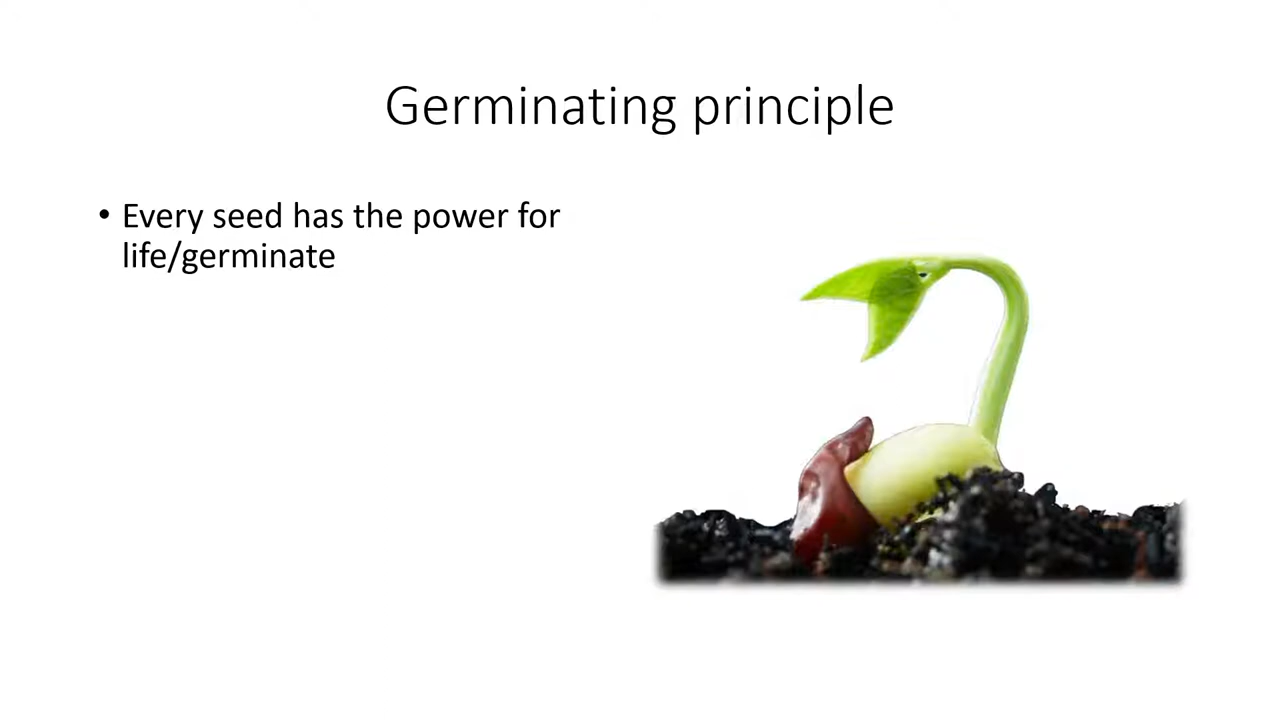 Germinating principle
• Every seed has the power for
life/germinate